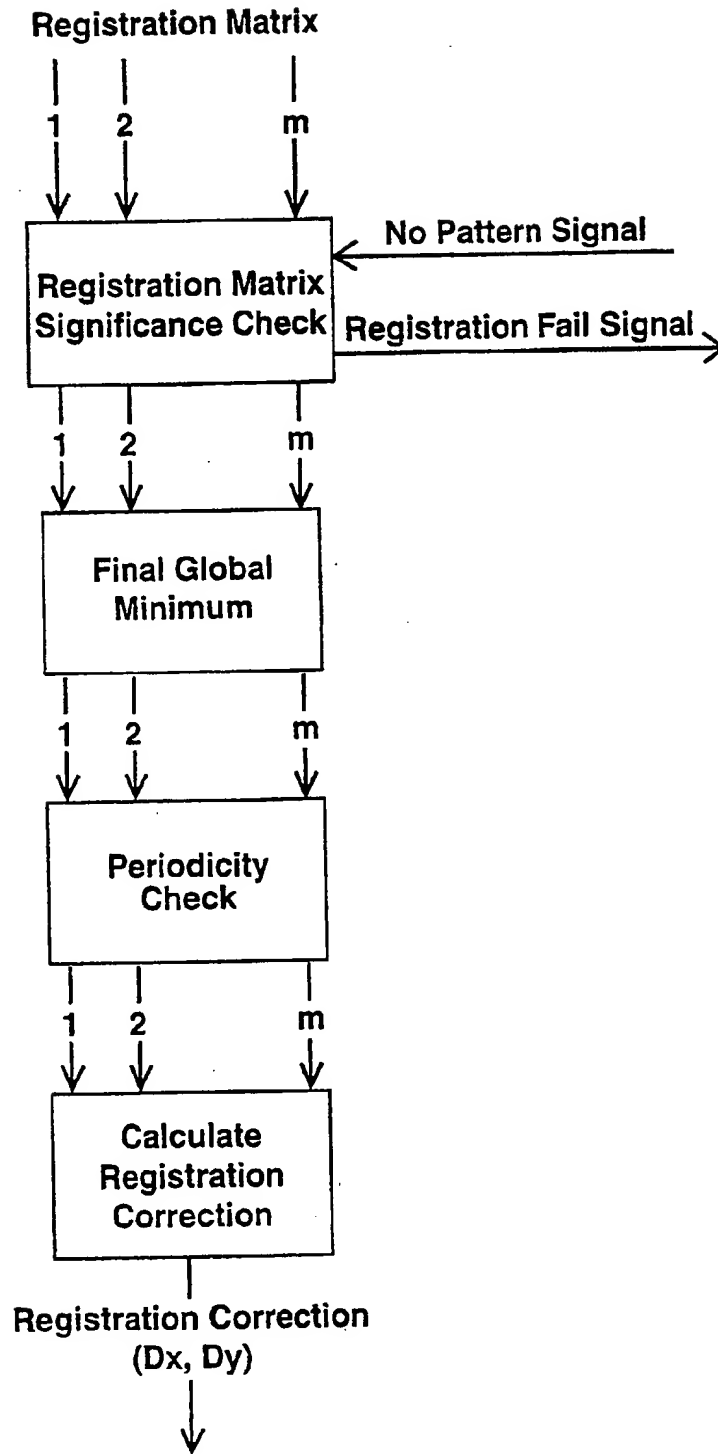 Registration Matrix
1 2 m
Registration Matrix
Significance Check
No Pattern Signal
Registration Fail Signal
1 2 m
Final Global
Minimum
1 2 m
Periodicity
Check
1 2 m
Calculate
Registration
Correction
Registration Correction
(Dx, Dy)